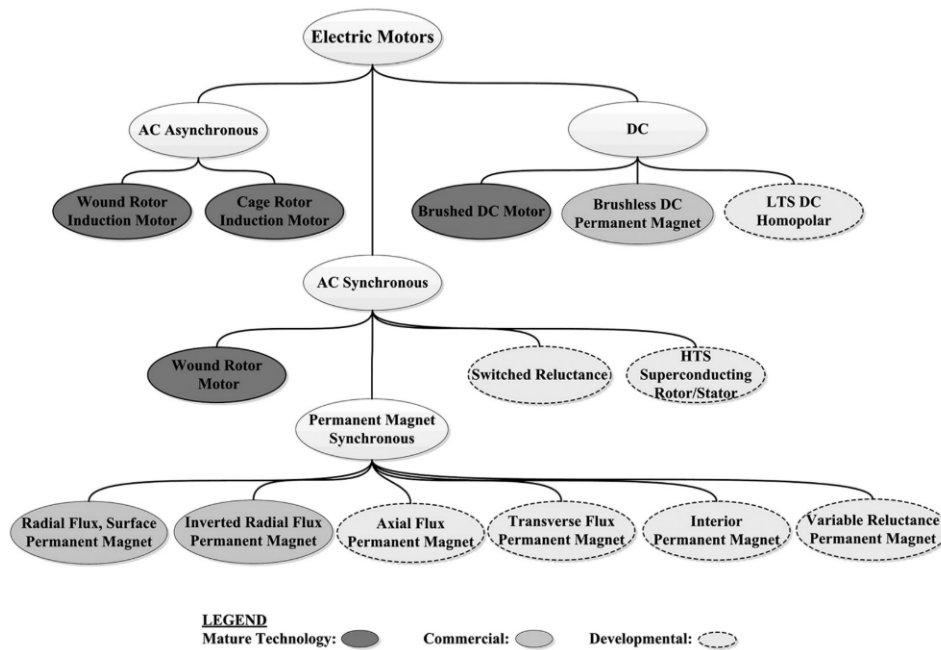 Electric Motors
AC Asynchronous
DC
Wound Rotor
Induction Motor
Cage Rotor
Induction Motor
Brushed DC Motor
Brushless DC
Permanent Magnet
LTS DC
Homopolar
AC Synchronous
Wound Rotor
Motor
Switched Reluctance
HTS
Superconducting
Rotor/Stator
Permanent Magnet
Synchronous
Radial Flux, Surface
Permanent Magnet
Inverted Radial Flux
Permanent Magnet
Axial Flux
Permanent Magnet
Transverse Flux
Permanent Magnet
Interior
Permanent Magnet
Variable Reluctance
Permanent Magnet
LEGEND
Mature Technology: Commercial: Developmental: